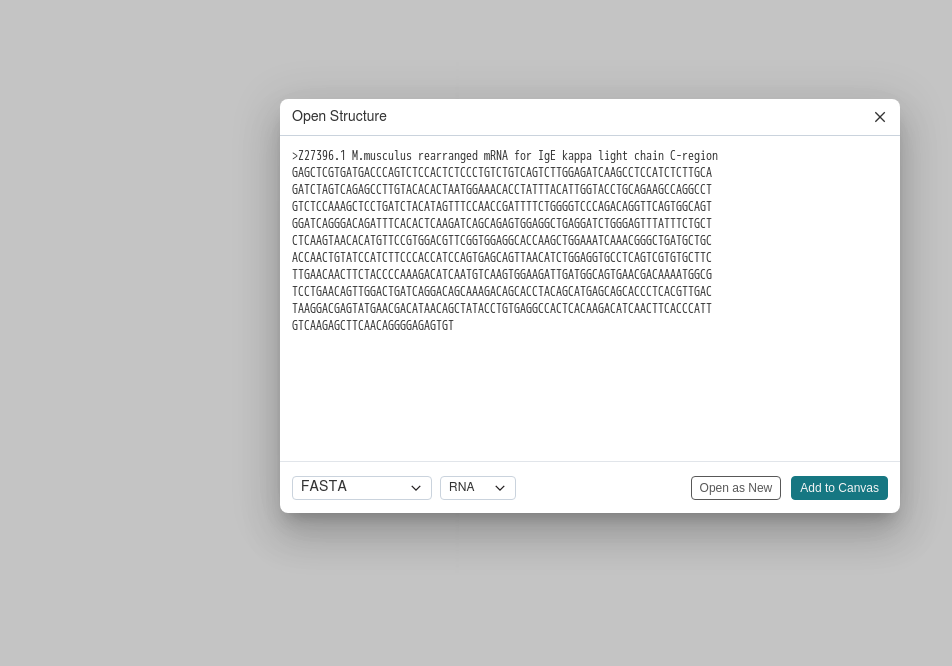 Open Structure
>Z27396.1 M.musculus rearranged mRNA for IgE kappa light chain C-region
GAGCTCGTGATGACCCAGTCTCCACTCTCCCTGTCTGTCAGTCTTGGAGATCAAGCCTCCATCTCTTGCA
GATCTAGTCAGAGCCTTGTACACACTAATGGAAACACCTATTTACATTGGTACCTGCAGAAGCCAGGCCT
GTCTCCAAAGCTCCTGATCTACATAGTTTCCAACCGATTTTCTGGGGTCCCAGACAGGTTCAGTGGCAGT
GGATCAGGGACAGATTTCACACTCAAGATCAGCAGAGTGGAGGCTGAGGATCTGGGAGTTTATTTCTGCT
CTCAAGTAACACATGTTCCGTGGACGTTCGGTGGAGGCACCAAGCTGGAAATCAAACGGGCTGATGCTGC
ACCAACTGTATCCATCTTCCCACCATCCAGTGAGCAGTTAACATCTGGAGGTGCCTCAGTCGTGTGCTTC
TTGAACAACTTCTACCCCAAAGACATCAATGTCAAGTGGAAGATTGATGGCAGTGAACGACAAAATGGCG
TCCTGAACAGTTGGACTGATCAGGACAGCAAAGACAGCACCTACAGCATGAGCAGCACCCTCACGTTGAC
TAAGGACGAGTATGAACGACATAACAGCTATACCTGTGAGGCCACTCACAAGACATCAACTTCACCCATT
GTCAAGAGCTTCAACAGGGGAGAGTGT
FASTA
RNA
Open as New
Add to Canvas